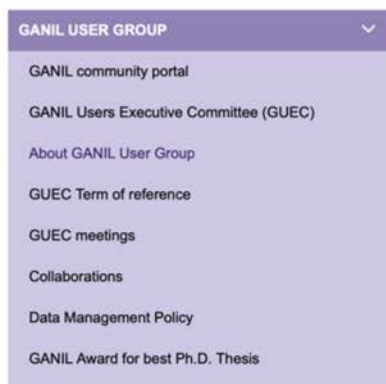 GANIL USER GROUP
GANIL community portal
GANIL Users Executive Committee (GUEC)
About GANIL User Group
GUEC Term of reference
GUEC meetings
Collaborations
Data Management Policy
GANIL Award for best Ph.D. Thesis